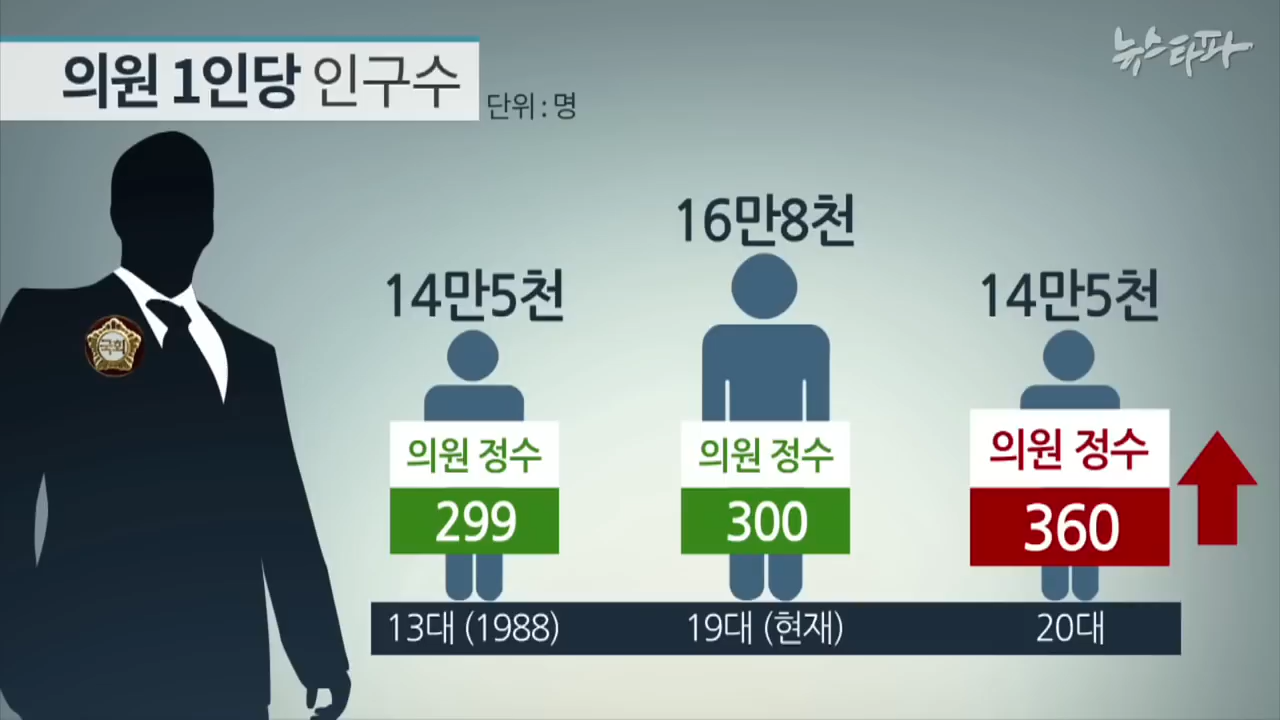 뉴스타파
의원 1인당 인구수
단위 : 명
국회
14만5천
16만8천
14만5천
의원 정수
299
의원 정수
300
의원 정수
360
13대 (1988)
19대 (현재)
20대